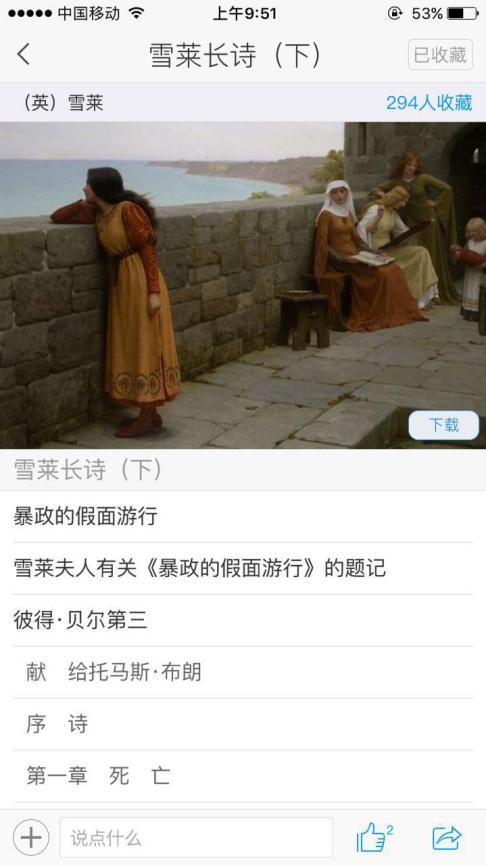 中国移动 上午9:51 53%
雪莱长诗（下） 已收藏
（英）雪莱 294人收藏
下载
雪莱长诗（下）
暴政的假面游行
雪莱夫人有关《暴政的假面游行》的题记
彼得·贝尔第三
献 给托马斯·布朗
序 诗
第一章 死 亡
说点什么 2